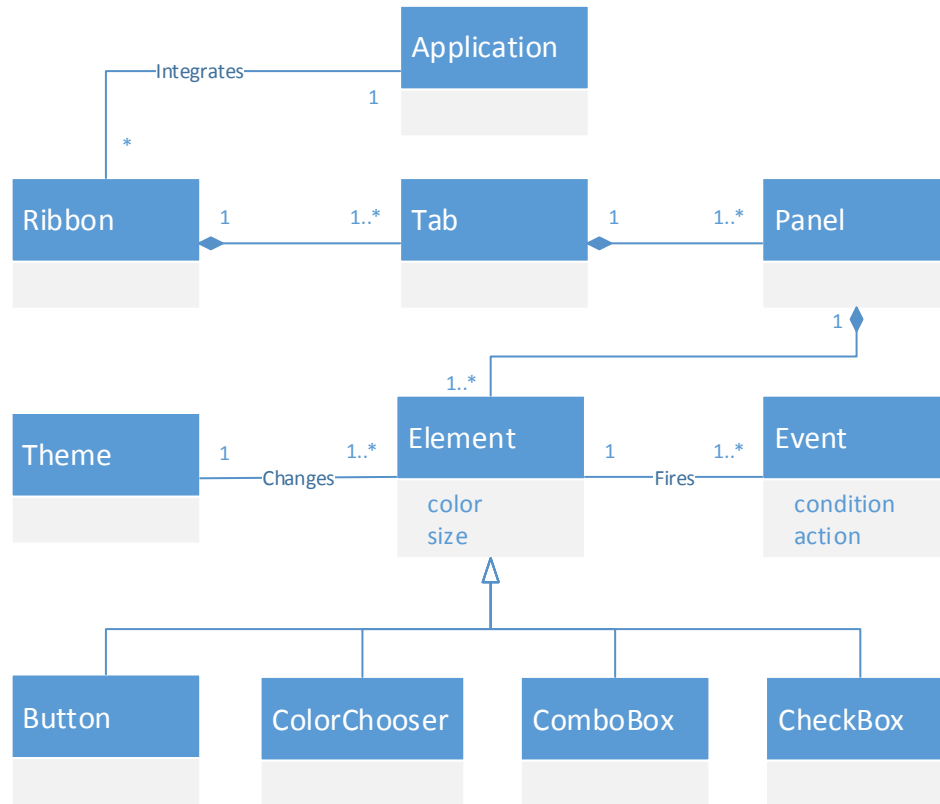 Application
Integrates
1
*
Ribbon
1
1..*
Tab
1
1..*
Panel
1
1..*
Theme
1
1..*
Changes
Element
color
size
1
1..*
Fires
Event
condition
action
Button
ColorChooser
ComboBox
CheckBox